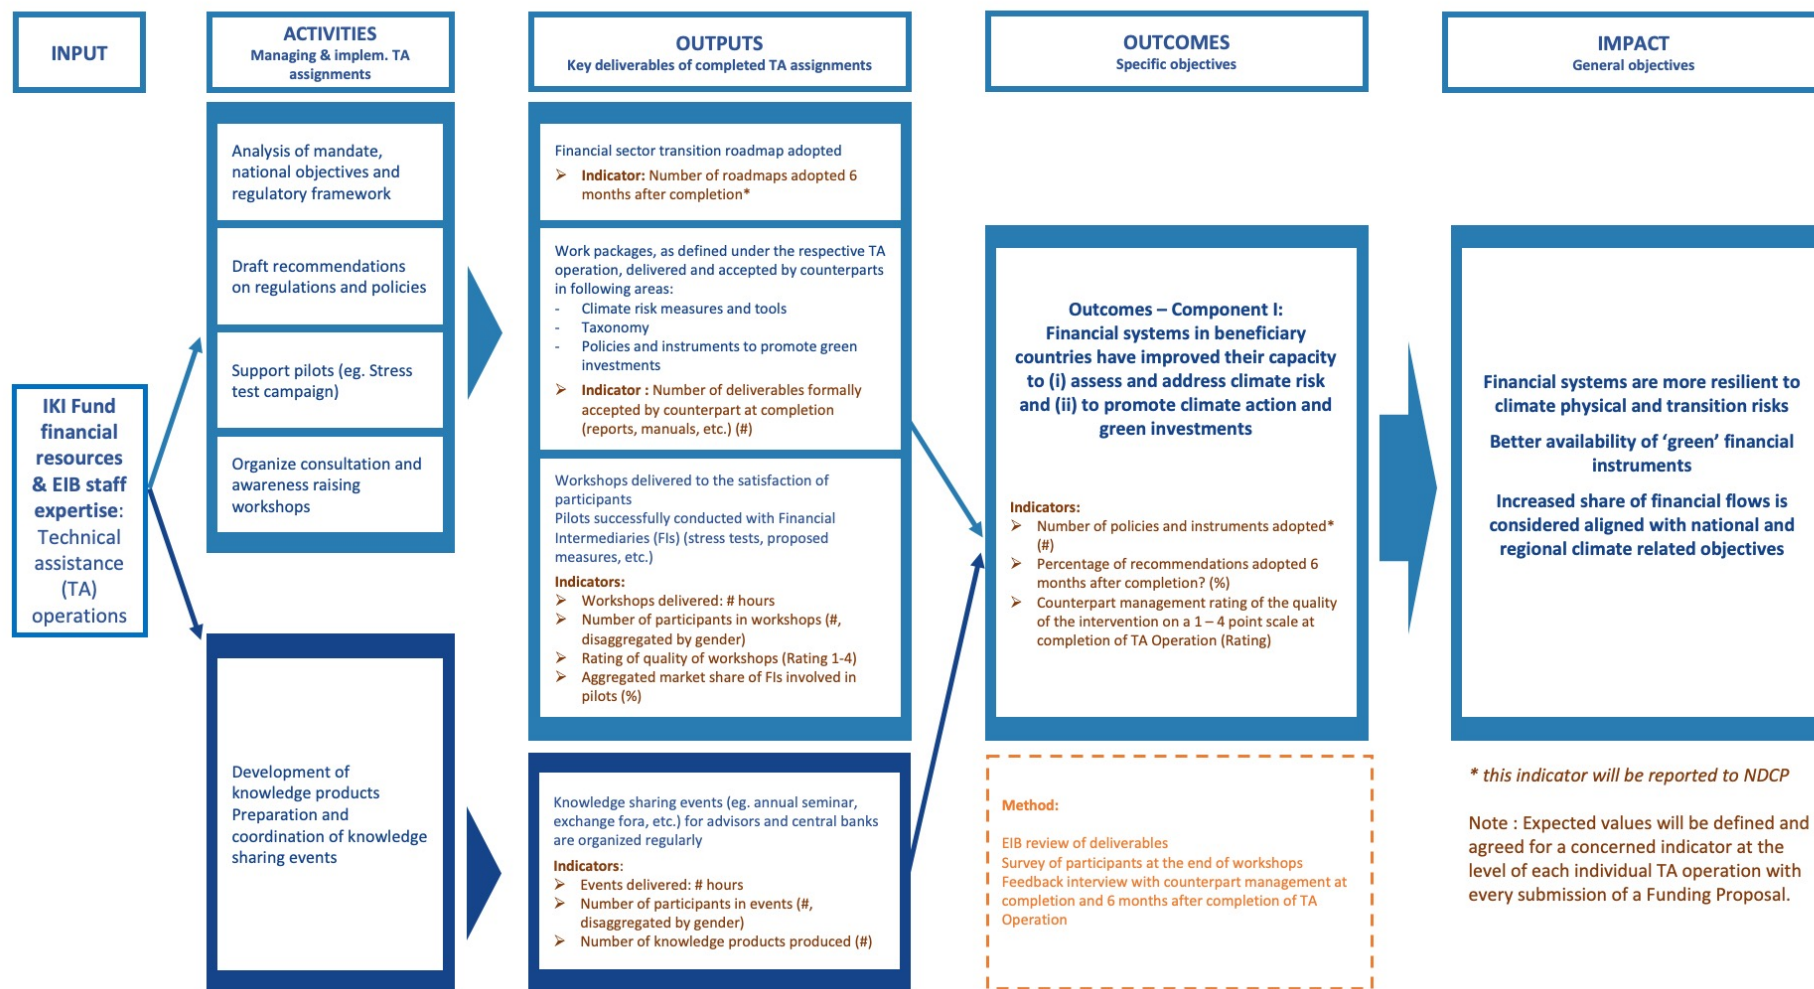 INPUT
ACTIVITIES
Managing & implem. TA
assignments
OUTPUTS
Key deliverables of completed TA assignments
OUTCOMES
Specific objectives
IMPACT
General objectives
IKI Fund
financial
resources
& EIB staff
expertise:
Technical
assistance
(TA)
operations
Analysis of mandate,
national objectives and
regulatory framework
Draft recommendations
on regulations and policies
Support pilots (eg. Stress
test campaign)
Organize consultation and
awareness raising
workshops
Development of
knowledge products
Preparation and
coordination of knowledge
sharing events
Financial sector transition roadmap adopted
➢ Indicator: Number of roadmaps adopted 6
months after completion*
Work packages, as defined under the respective TA
operation, delivered and accepted by counterparts
in following areas:
- Climate risk measures and tools
- Taxonomy
- Policies and instruments to promote green
investments
➢ Indicator : Number of deliverables formally
accepted by counterpart at completion
(reports, manuals, etc.) (#)
Workshops delivered to the satisfaction of
participants
Pilots successfully conducted with Financial
Intermediaries (FIs) (stress tests, proposed
measures, etc.)
Indicators:
➢ Workshops delivered: # hours
➢ Number of participants in workshops (#,
disaggregated by gender)
➢ Rating of quality of workshops (Rating 1-4)
➢ Aggregated market share of FIs involved in
pilots (%)
Knowledge sharing events (eg. annual seminar,
exchange fora, etc.) for advisors and central banks
are organized regularly
Indicators:
➢ Events delivered: # hours
➢ Number of participants in events (#,
disaggregated by gender)
➢ Number of knowledge products produced (#)
Outcomes – Component I:
Financial systems in beneficiary
countries have improved their capacity
to (i) assess and address climate risk
and (ii) to promote climate action and
green investments
Indicators:
➢ Number of policies and instruments adopted*
(#)
➢ Percentage of recommendations adopted 6
months after completion? (%)
➢ Counterpart management rating of the quality
of the intervention on a 1 – 4 point scale at
completion of TA Operation (Rating)
Method:
EIB review of deliverables
Survey of participants at the end of workshops
Feedback interview with counterpart management at
completion and 6 months after completion of TA
Operation
Financial systems are more resilient to
climate physical and transition risks
Better availability of ‘green’ financial
instruments
Increased share of financial flows is
considered aligned with national and
regional climate related objectives
* this indicator will be reported to NDCP
Note : Expected values will be defined and
agreed for a concerned indicator at the
level of each individual TA operation with
every submission of a Funding Proposal.